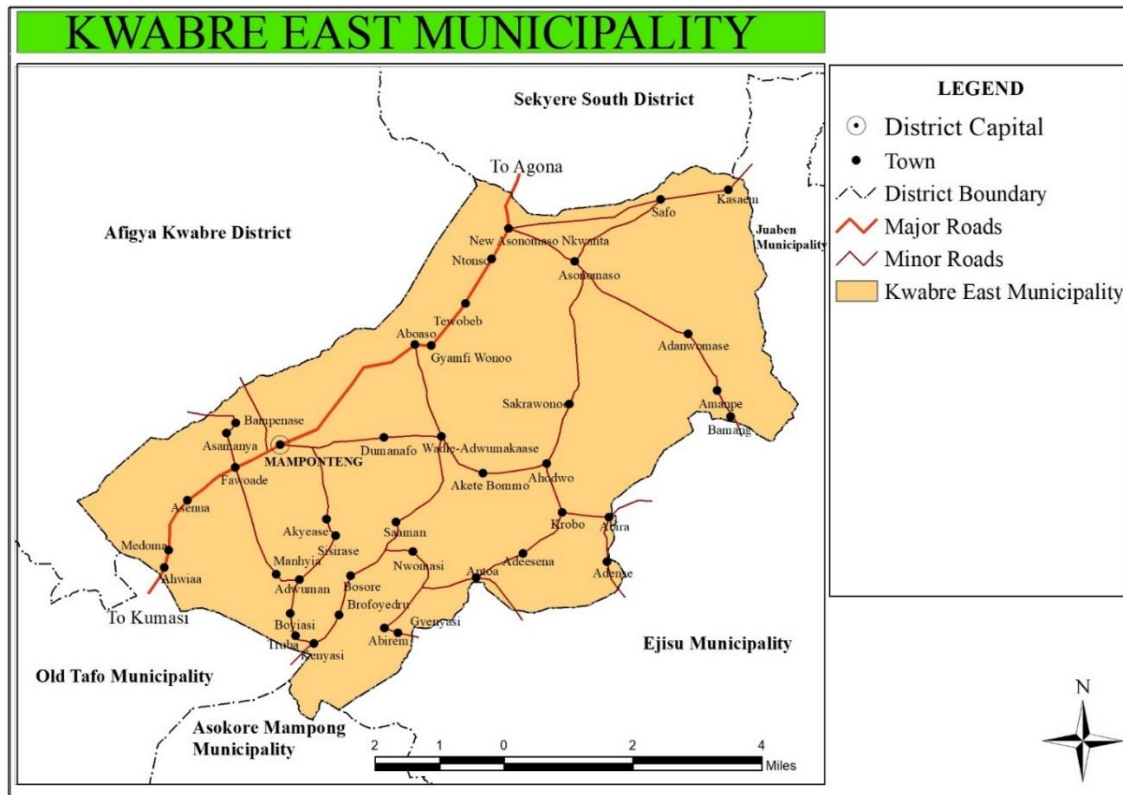 KWABRE EAST MUNICIPALITY
Sekyere South District
To Agona
Kasaem
Safo
Afigya Kwabre District
Juaben
Municipality
New Asonomaso Nkwanta
Ntonso
Asonomaso
Tewobeb
Aboaso
Gyamfi Wonoo
Adanwomase
Amanpe
Bamang
Sakrawono
Bampenase
Asamanya
MAMPONTENG
Dumanafo
Wadie-Adwumakaase
Fawoade
Akete Bommo
Ahodwo
Asenua
Akyease
Sisirase
Saaman
Krobo
Abira
Medoma
Ahwiaa
Manhyia
Adwuman
Nwomasi
Adeesena
Adenae
Antoa
Bosore
To Kumasi
Boyiasi
Brofoyedru
Gyenyasi
Abirem
Truba
Kenyasi
Ejisu Municipality
Old Tafo Municipality
Asokore Mampong
Municipality
2 1 0 2 4
Miles
LEGEND
District Capital
Town
District Boundary
Major Roads
Minor Roads
Kwabre East Municipality
N